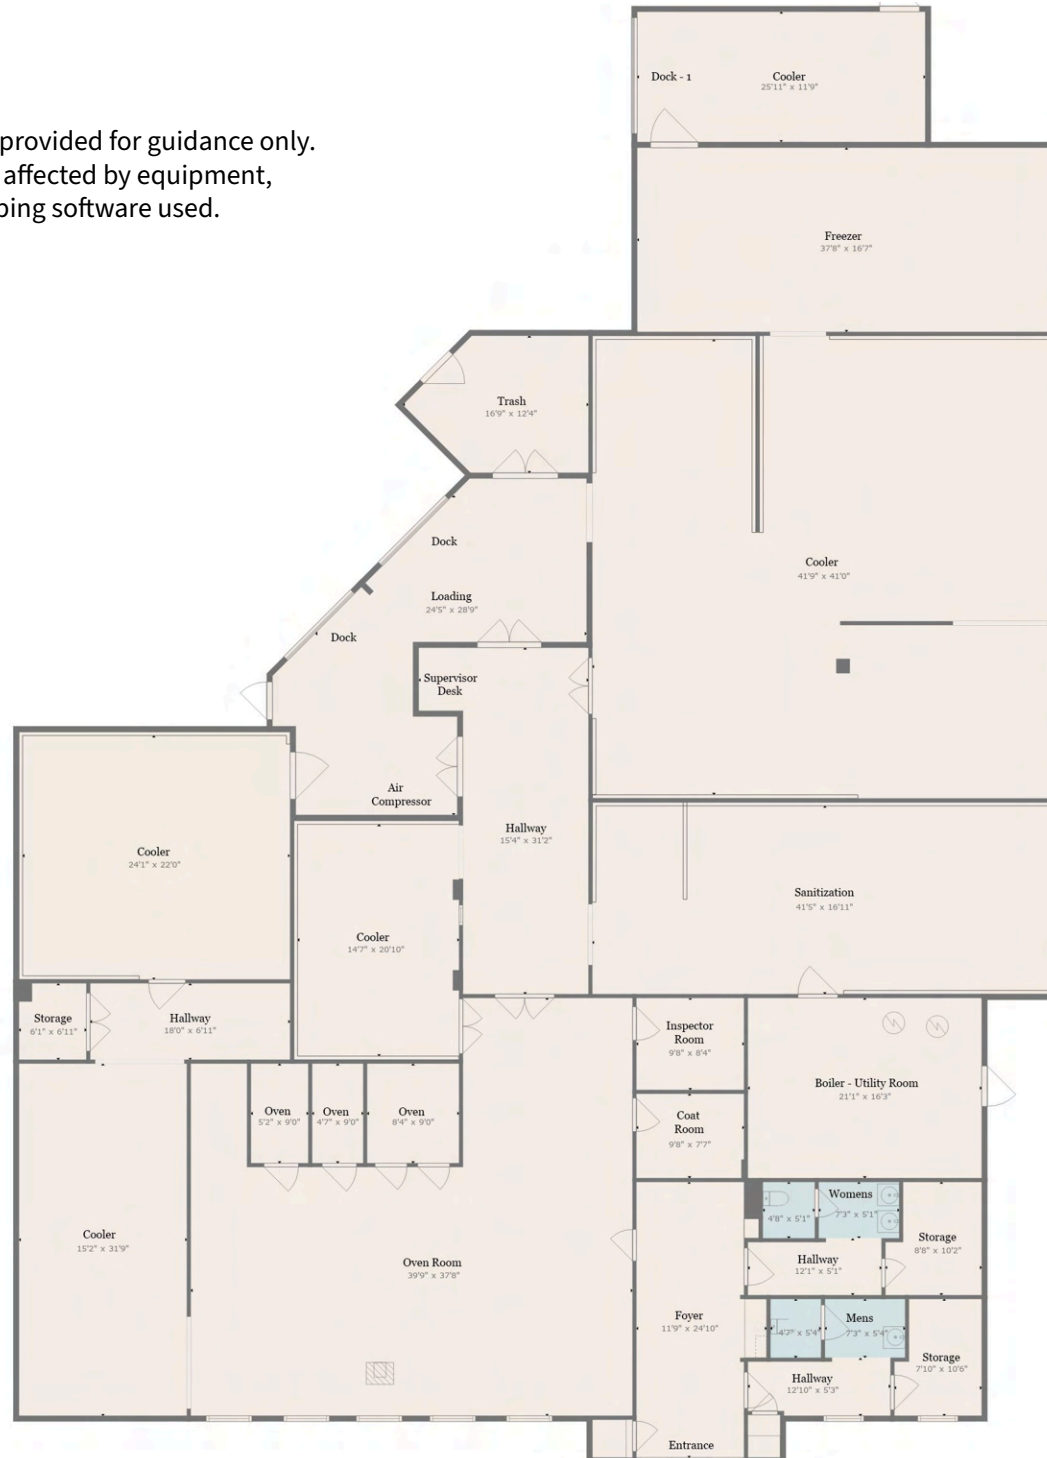 provided for guidance only.
affected by equipment,
ping software used.
Dock - 1
Cooler
25'11" x 11'9"
Freezer
37'8" x 16'7"
Trash
16'9" x 12'4"
Dock
Loading
24'5" x 28'9"
Dock
Cooler
41'9" x 41'0"
Supervisor
Desk
Air
Compressor
Hallway
15'4" x 31'2"
Cooler
24'1" x 22'0"
Cooler
14'7" x 20'10"
Sanitization
41'5" x 16'11"
Storage
6'1" x 6'11"
Hallway
18'0" x 6'11"
Inspector
Room
9'8" x 8'4"
Boiler - Utility Room
21'1" x 16'3"
Oven
5'2" x 9'0"
Oven
4'7" x 9'0"
Oven
8'4" x 9'0"
Coat
Room
9'8" x 7'7"
Womens
4'8" x 5'1"
7'3" x 5'1"
Cooler
15'2" x 31'9"
Oven Room
39'9" x 37'8"
Storage
8'8" x 10'2"
Hallway
12'1" x 5'1"
Foyer
11'9" x 24'10"
Mens
4'7" x 5'4"
7'3" x 5'4"
Storage
7'10" x 10'6"
Hallway
12'10" x 5'3"
Entrance